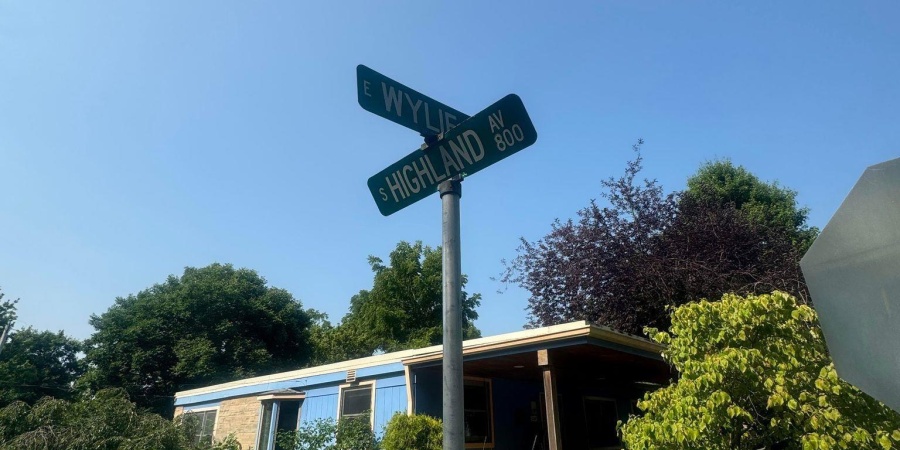 E WYLIE
S HIGHLAND AV
800